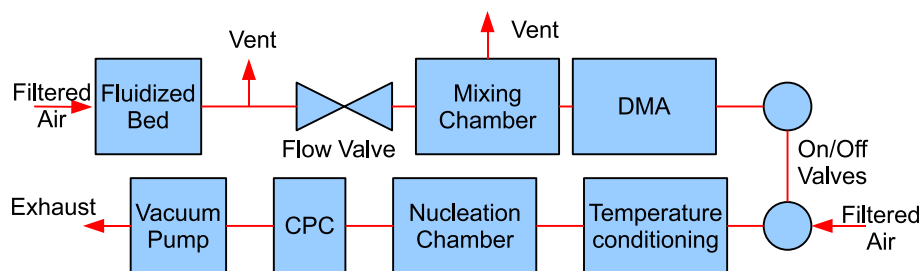 Vent
Vent
Filtered
Air
Fluidized
Bed
Flow Valve
Mixing
Chamber
DMA
On/Off
Valves
Exhaust
Vacuum
Pump
CPC
Nucleation
Chamber
Temperature
conditioning
Filtered
Air